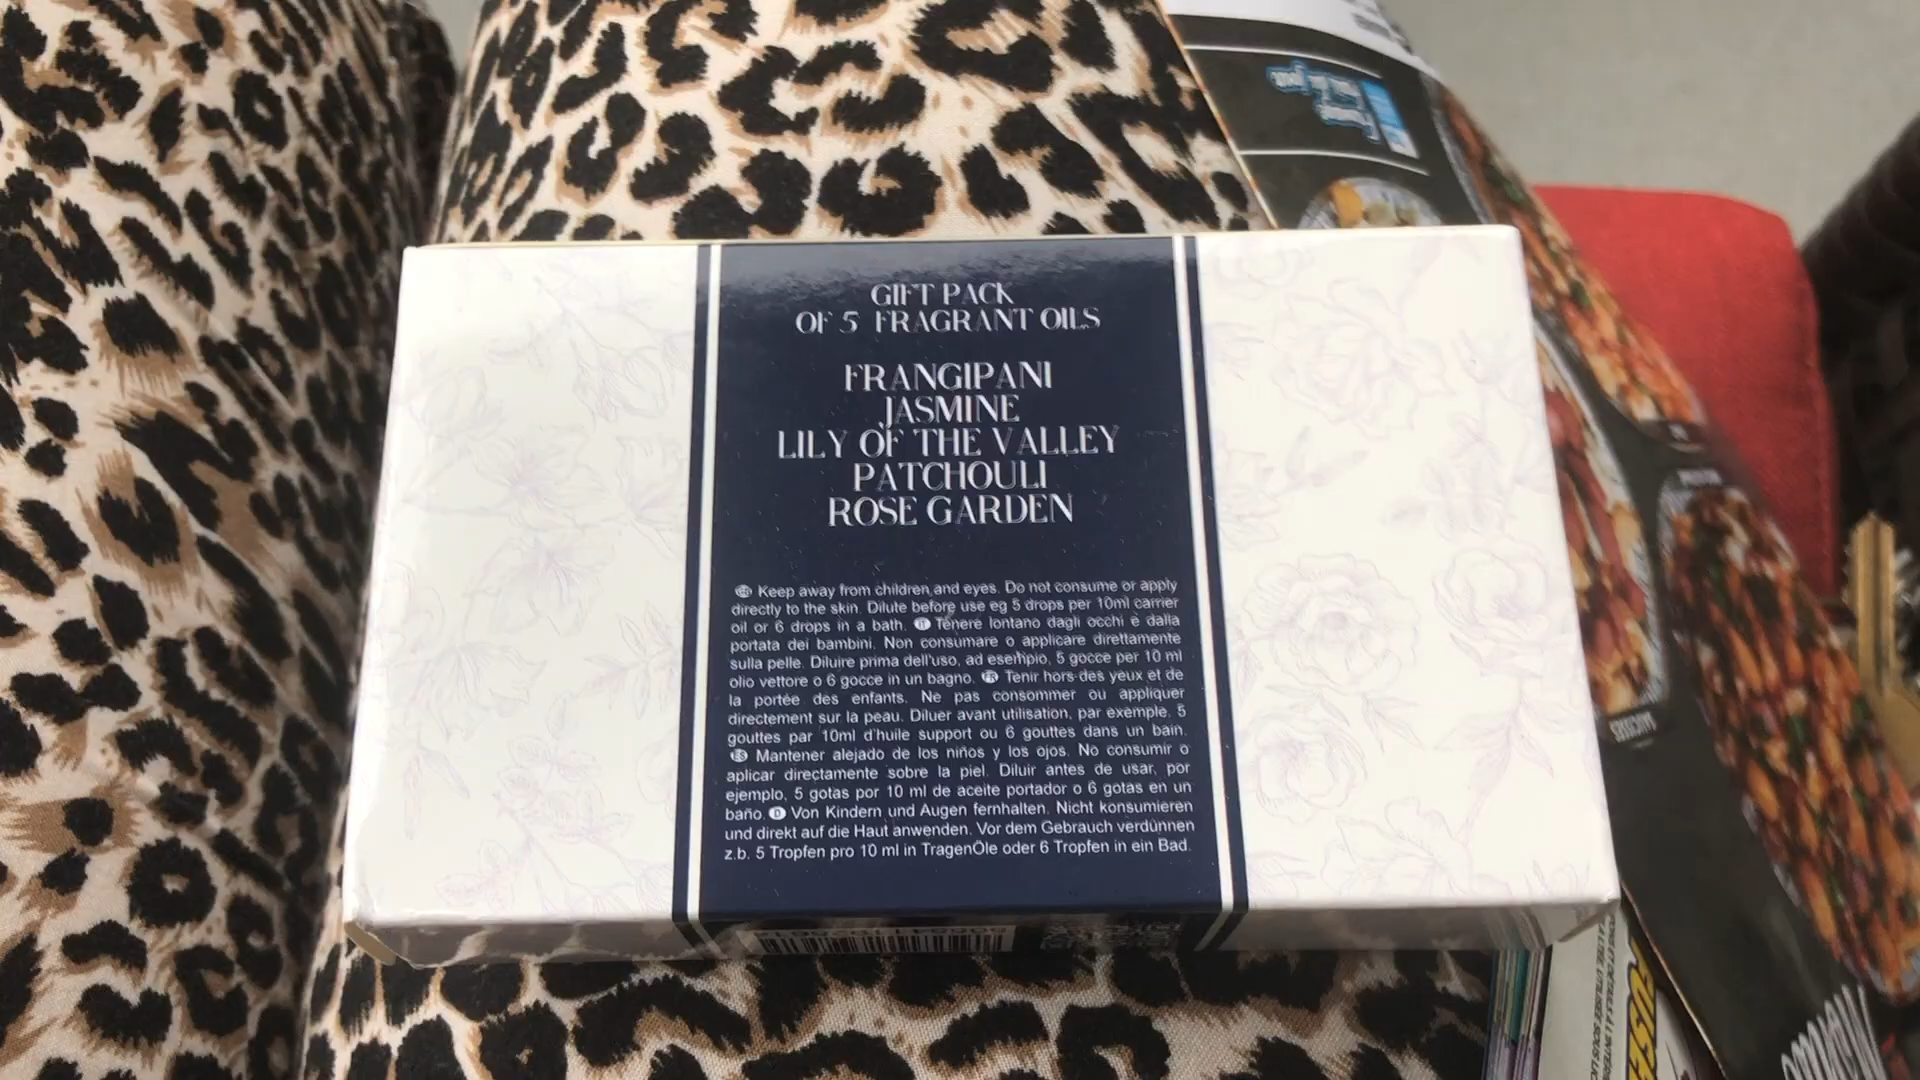 GIFT PACK
OF 5 FRAGRANT OILS
FRANGIPANI
JASMINE
LILY OF THE VALLEY
PATCHOULI
ROSE GARDEN
GB Keep away from children and eyes. Do not consume or apply
directly to the skin. Dilute before use eg 5 drops per 10ml carrier
oil or 6 drops in a bath. IT Tenere lontano dagli occhi e dalla
portata dei bambini. Non consumare o applicare direttamente
sulla pelle. Diluire prima dell'uso, ad esempio, 5 gocce per 10 ml
olio vettore o 6 gocce in un bagno. FR Tenir hors des yeux et de
la portée des enfants. Ne pas consommer ou appliquer
directement sur la peau. Diluer avant utilisation, par exemple. 5
gouttes par 10ml d'huile support ou 6 gouttes dans un bain.
ES Mantener alejado de los niños y los ojos. No consumir o
aplicar directamente sobre la piel. Diluir antes de usar, por
ejemplo, 5 gotas por 10 ml de aceite portador o 6 gotas en un
baño. D Von Kindern und Augen fernhalten. Nicht konsumieren
und direkt auf die Haut anwenden. Vor dem Gebrauch verdünnen
z.b. 5 Tropfen pro 10 ml in TragenÖle oder 6 Tropfen in ein Bad.